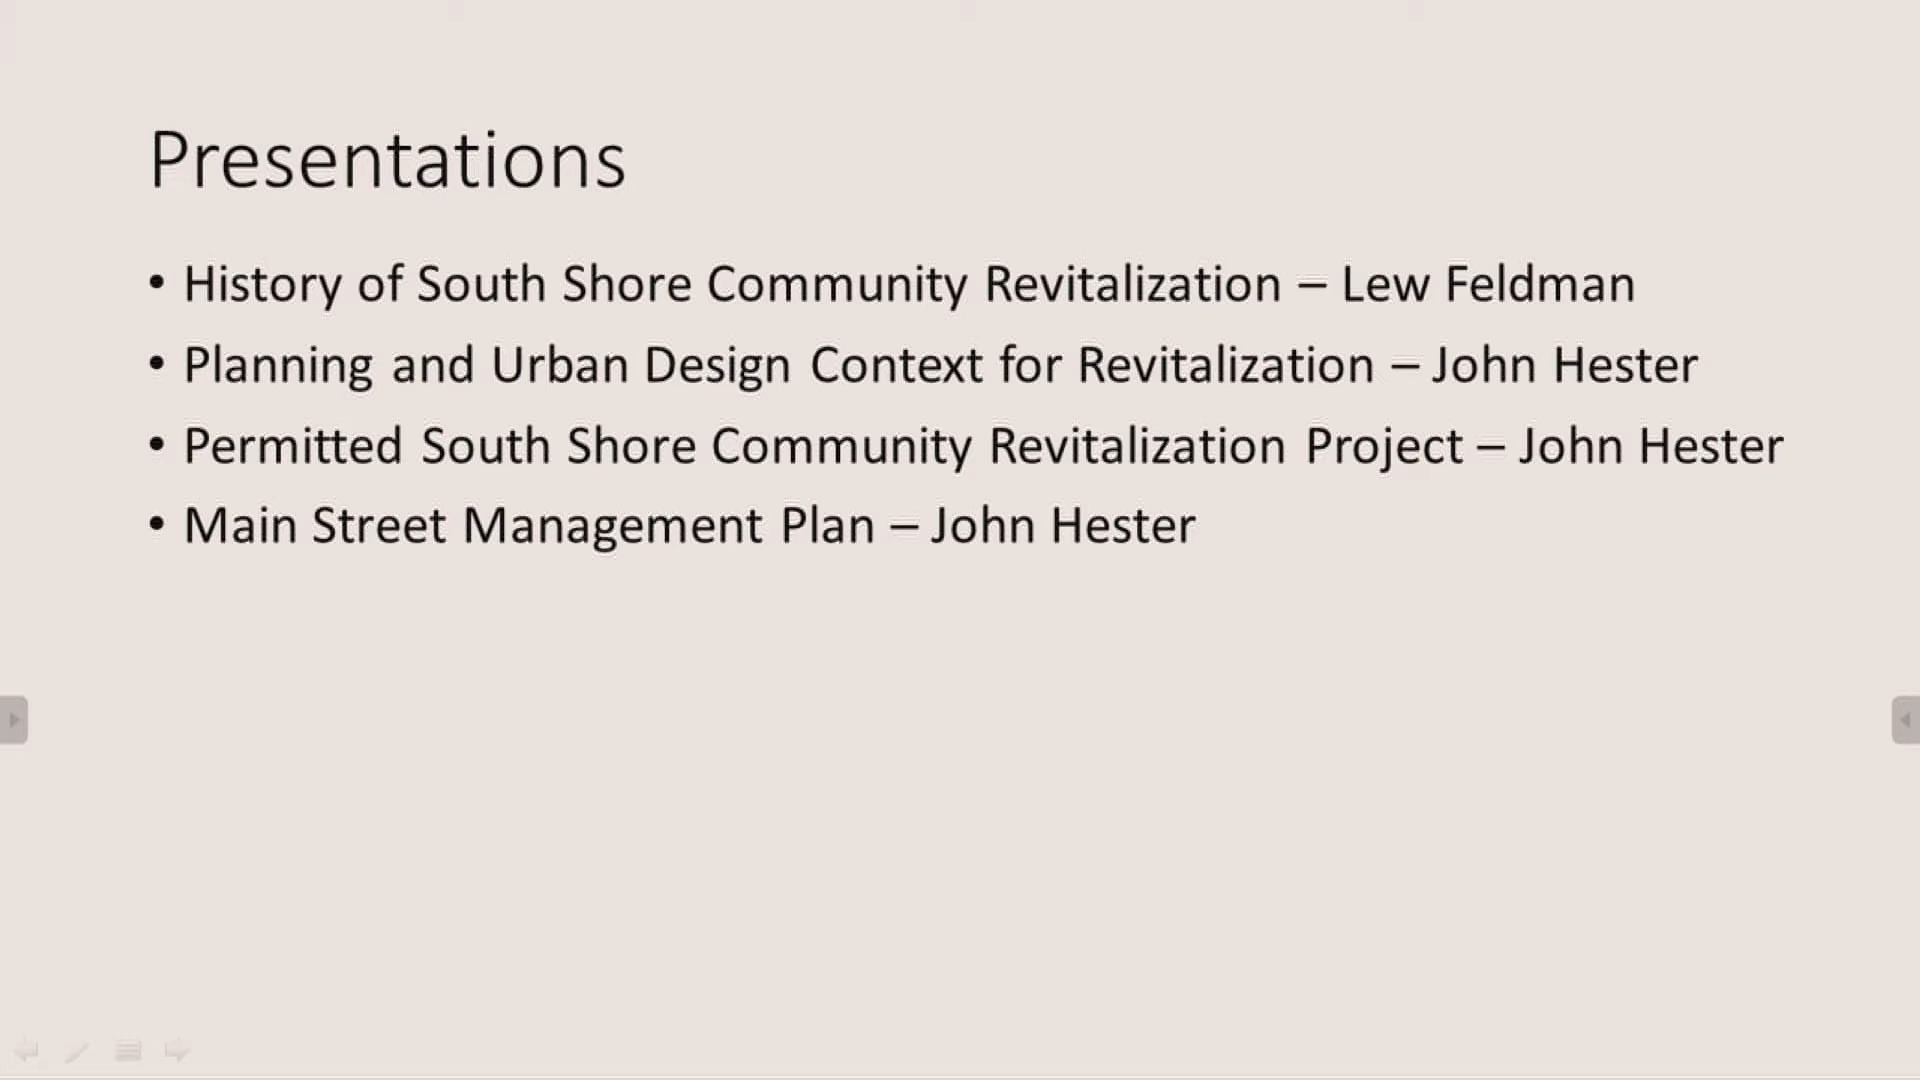 Presentations
• History of South Shore Community Revitalization – Lew Feldman
• Planning and Urban Design Context for Revitalization – John Hester
• Permitted South Shore Community Revitalization Project – John Hester
• Main Street Management Plan – John Hester